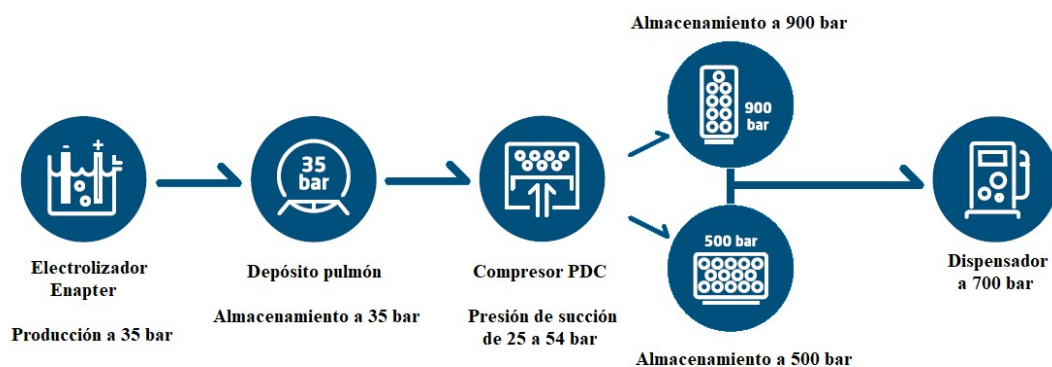 Almacenamiento a 900 bar
900
bar
35
bar
500 bar
Electrolizador
Enapter
Producción a 35 bar
Depósito pulmón
Almacenamiento a 35 bar
Compresor PDC
Presión de succión
de 25 a 54 bar
Almacenamiento a 500 bar
Dispensador
a 700 bar